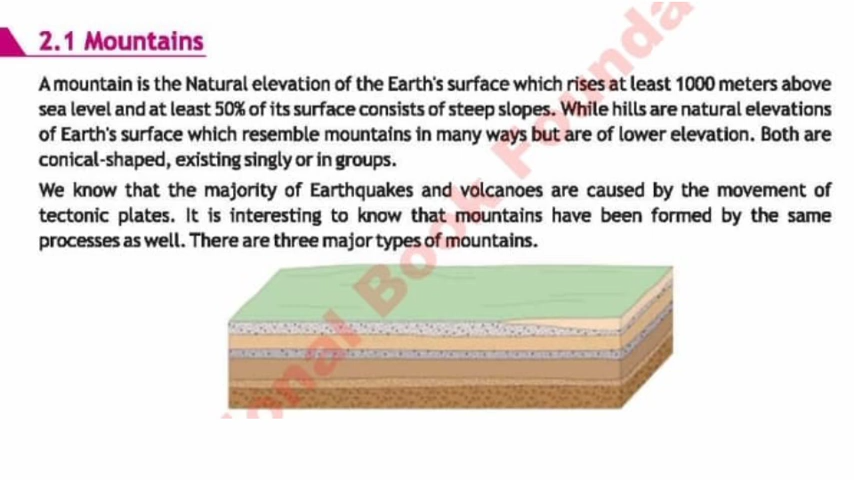 2.1 Mountains
A mountain is the Natural elevation of the Earth's surface which rises at least 1000 meters above
sea level and at least 50% of its surface consists of steep slopes. While hills are natural elevations
of Earth's surface which resemble mountains in many ways but are of lower elevation. Both are
conical-shaped, existing singly or in groups.
We know that the majority of Earthquakes and volcanoes are caused by the movement of
tectonic plates. It is interesting to know that mountains have been formed by the same
processes as well. There are three major types of mountains.
onal Book Founda